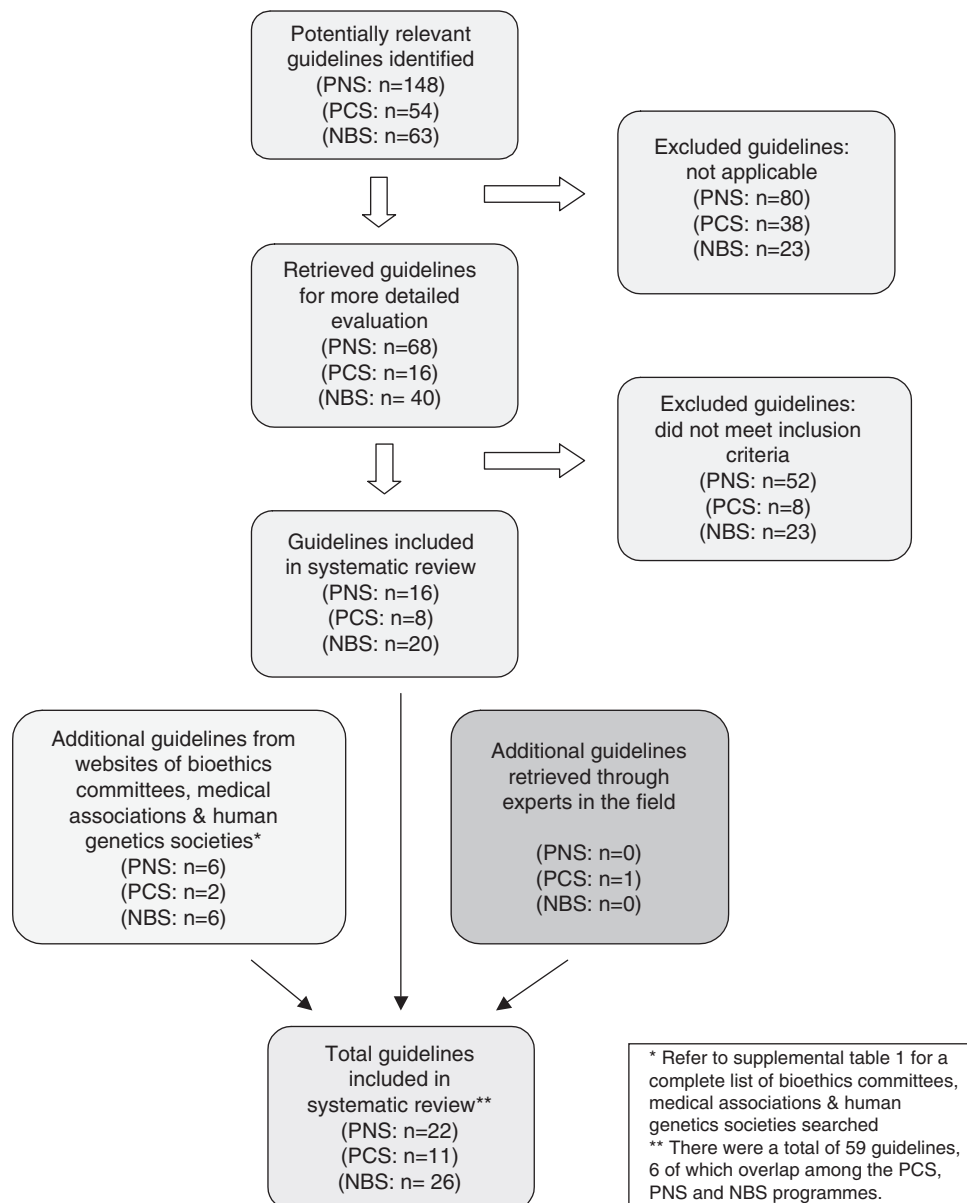 Potentially relevant
guidelines identified
(PNS: n=148)
(PCS: n=54)
(NBS: n=63)
Excluded guidelines:
not applicable
(PNS: n=80)
(PCS: n=38)
(NBS: n=23)
Retrieved guidelines
for more detailed
evaluation
(PNS: n=68)
(PCS: n=16)
(NBS: n= 40)
Excluded guidelines:
did not meet inclusion
criteria
(PNS: n=52)
(PCS: n=8)
(NBS: n=23)
Guidelines included
in systematic review
(PNS: n=16)
(PCS: n=8)
(NBS: n=20)
Additional guidelines from
websites of bioethics
committees, medical
associations & human
genetics societies*
(PNS: n=6)
(PCS: n=2)
(NBS: n=6)
Additional guidelines
retrieved through
experts in the field
(PNS: n=0)
(PCS: n=1)
(NBS: n=0)
Total guidelines
included in
systematic review**
(PNS: n=22)
(PCS: n=11)
(NBS: n= 26)
* Refer to supplemental table 1 for a
complete list of bioethics committees,
medical associations & human
genetics societies searched
** There were a total of 59 guidelines,
6 of which overlap among the PCS,
PNS and NBS programmes.